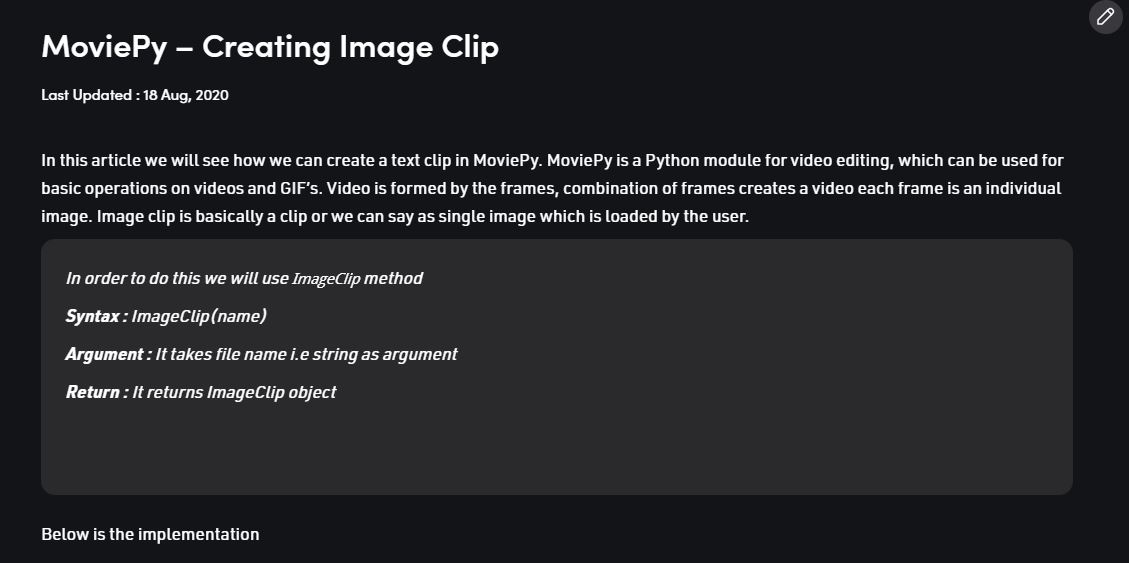 MoviePy – Creating Image Clip
Last Updated : 18 Aug, 2020
In this article we will see how we can create a text clip in MoviePy. MoviePy is a Python module for video editing, which can be used for
basic operations on videos and GIF’s. Video is formed by the frames, combination of frames creates a video each frame is an individual
image. Image clip is basically a clip or we can say as single image which is loaded by the user.
In order to do this we will use ImageClip method
Syntax : ImageClip(name)
Argument : It takes file name i.e string as argument
Return : It returns ImageClip object
Below is the implementation